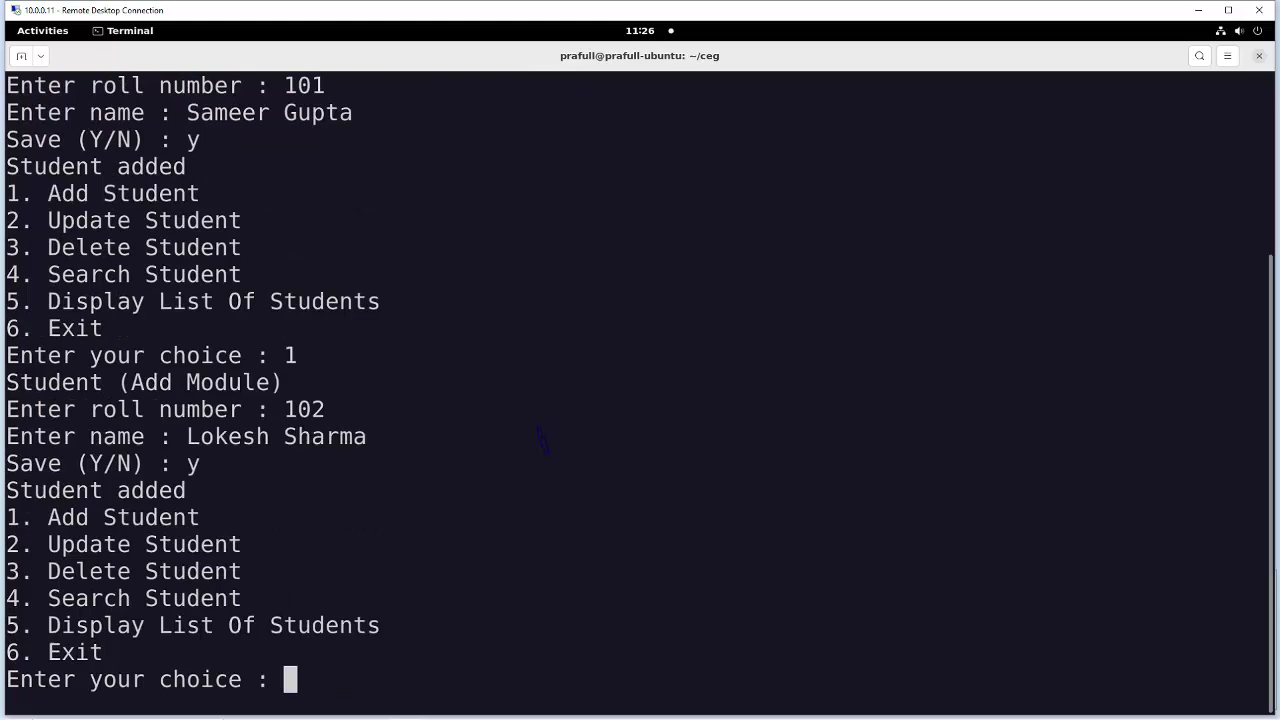 10.0.0.11 - Remote Desktop Connection
Activities Terminal 11:26
prafull@prafull-ubuntu: ~/ceg
Enter roll number : 101
Enter name : Sameer Gupta
Save (Y/N) : y
Student added
1. Add Student
2. Update Student
3. Delete Student
4. Search Student
5. Display List Of Students
6. Exit
Enter your choice : 1
Student (Add Module)
Enter roll number : 102
Enter name : Lokesh Sharma
Save (Y/N) : y
Student added
1. Add Student
2. Update Student
3. Delete Student
4. Search Student
5. Display List Of Students
6. Exit
Enter your choice :